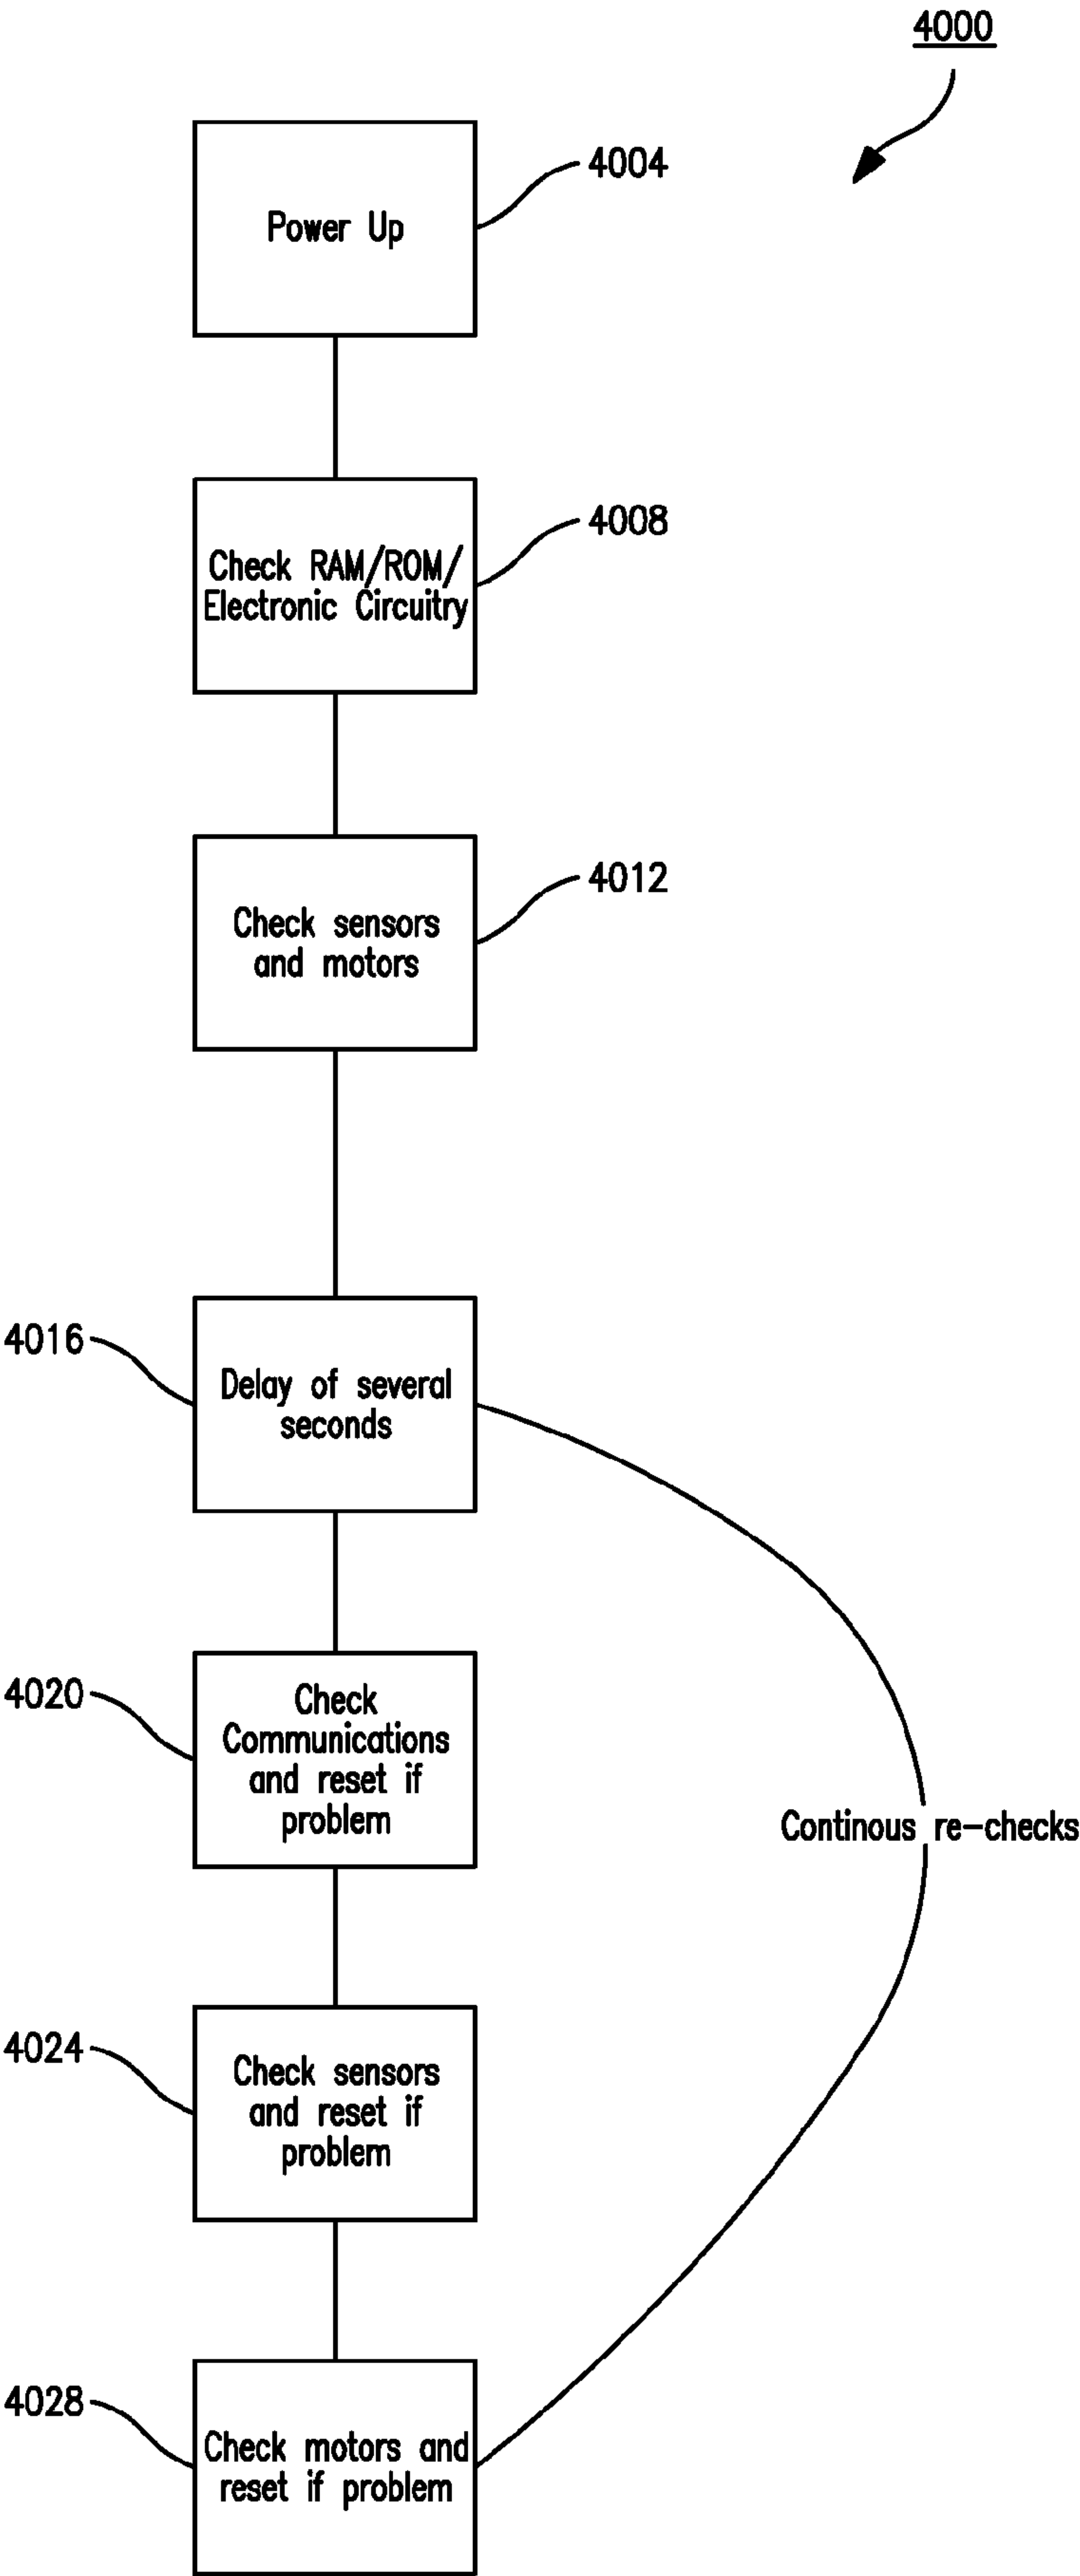 4000
4004
Power Up
4008
Check RAM/ROM/
Electronic Circuitry
4012
Check sensors
and motors
4016
Delay of several
seconds
4020
Check
Communications
and reset if
problem
Continous re-checks
4024
Check sensors
and reset if
problem
4028
Check motors and
reset if problem